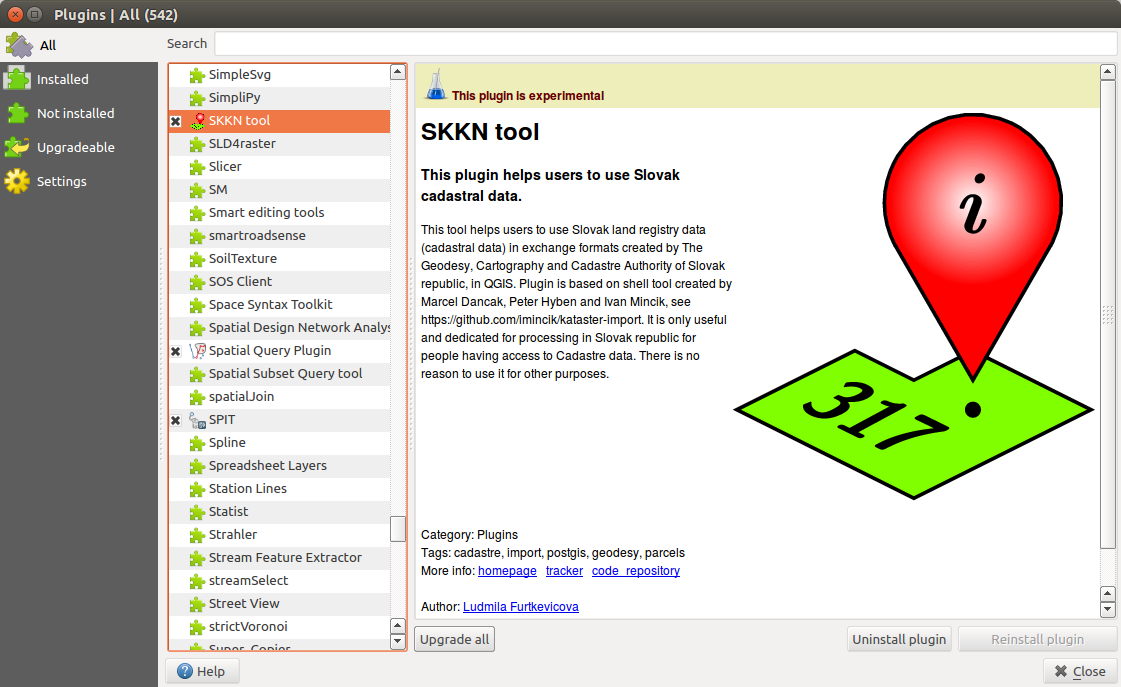 Plugins | All (542)
All
Installed
Not installed
Upgradeable
Settings
Search
SimpleSvg
SimpliPy
SKKN tool
SLD4raster
Slicer
SM
Smart editing tools
smartroadsense
SoilTexture
SOS Client
Space Syntax Toolkit
Spatial Design Network Analys
Spatial Query Plugin
Spatial Subset Query tool
spatialJoin
SPIT
Spline
Spreadsheet Layers
Station Lines
Statist
Strahler
Stream Feature Extractor
streamSelect
Street View
strictVoronoi
Super_Copier
This plugin is experimental
SKKN tool
This plugin helps users to use Slovak
cadastral data.
This tool helps users to use Slovak land registry data
(cadastral data) in exchange formats created by The
Geodesy, Cartography and Cadastre Authority of Slovak
republic, in QGIS. Plugin is based on shell tool created by
Marcel Dancak, Peter Hyben and Ivan Mincik, see
https://github.com/imincik/kataster-import. It is only useful
and dedicated for processing in Slovak republic for
people having access to Cadastre data. There is no
reason to use it for other purposes.
i
317
Category: Plugins
Tags: cadastre, import, postgis, geodesy, parcels
More info: homepage tracker code_repository
Author: Ludmila Furtkevicova
Upgrade all
Uninstall plugin
Reinstall plugin
Help
Close